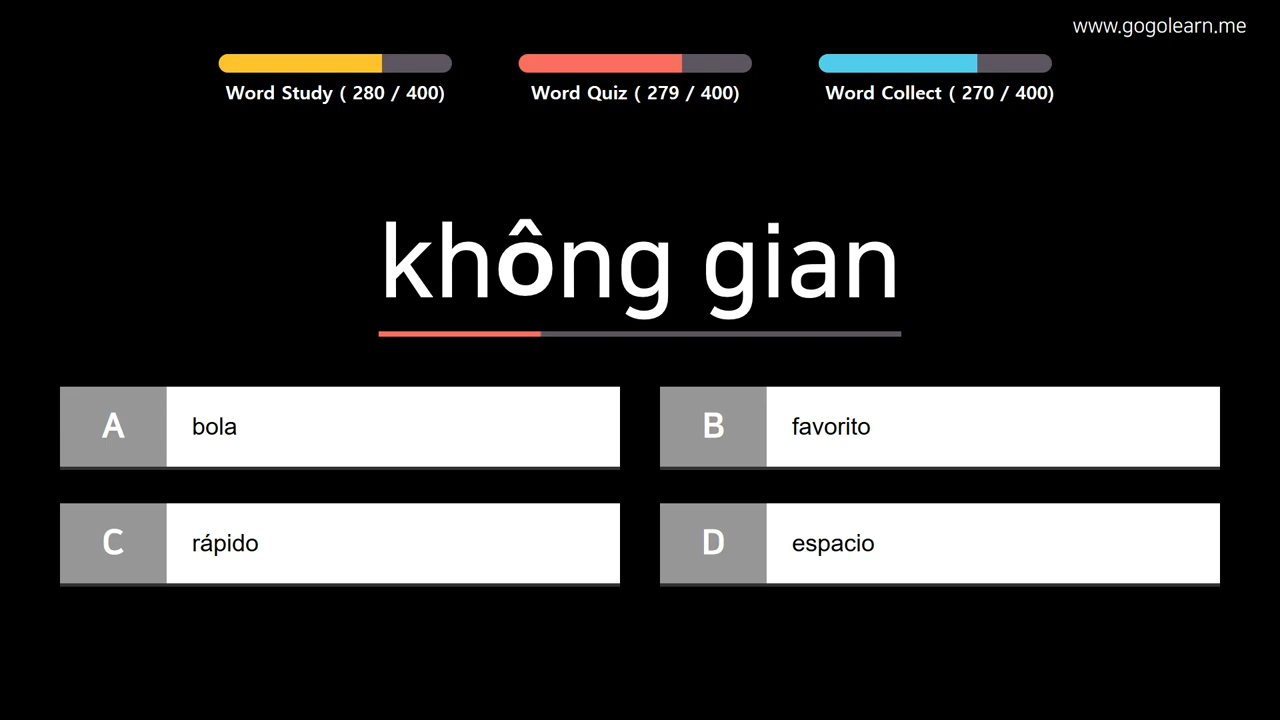 www.gogolearn.me
Word Study ( 280 / 400)
Word Quiz ( 279 / 400)
Word Collect ( 270 / 400)
không gian
A bola
B favorito
C rápido
D espacio